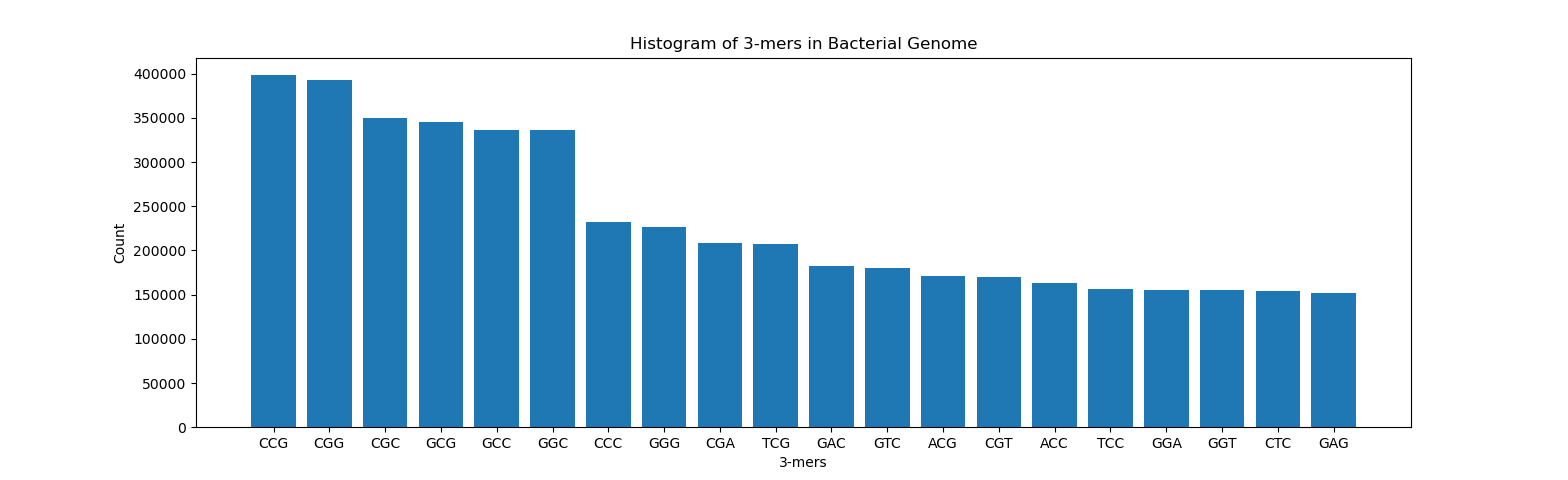 Histogram of 3-mers in Bacterial Genome
400000
350000
300000
250000
200000
150000
100000
50000
0
Count
CCG CGG CGC GCG GCC GGC CCC GGG CGA TCG GAC GTC ACG CGT ACC TCC GGA GGT CTC GAG
3-mers